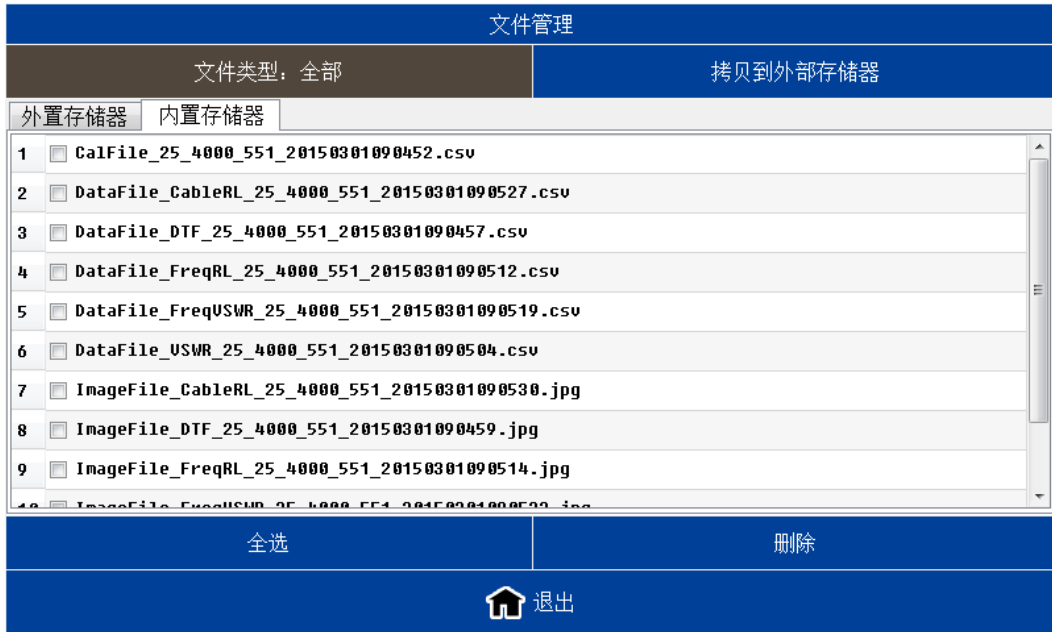 文件管理
文件类型：全部 拷贝到外部存储器
外置存储器 内置存储器
1 CalFile_25_4000_551_20150301090452.csv
2 DataFile_CableRL_25_4000_551_20150301090527.csv
3 DataFile_DTF_25_4000_551_20150301090457.csv
4 DataFile_FreqRL_25_4000_551_20150301090512.csv
5 DataFile_FreqVSWR_25_4000_551_20150301090519.csv
6 DataFile_VSWR_25_4000_551_20150301090504.csv
7 ImageFile_CableRL_25_4000_551_20150301090530.jpg
8 ImageFile_DTF_25_4000_551_20150301090459.jpg
9 ImageFile_FreqRL_25_4000_551_20150301090514.jpg
10 ImageFile_FreqVSWR_25_4000_551_20150301090522.jpg
全选 删除
退出